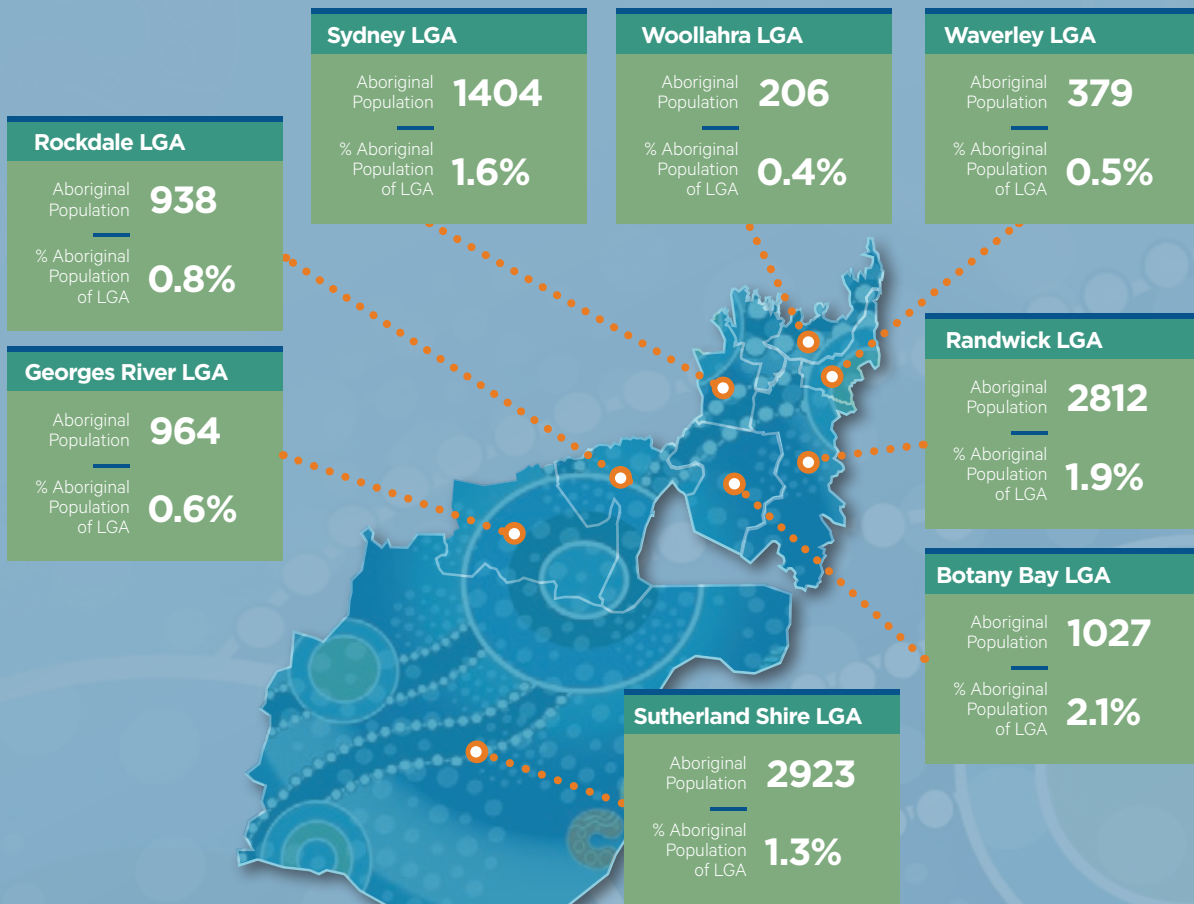 Sydney LGA
Aboriginal
Population
1404
% Aboriginal
Population
of LGA
1.6%
Woollahra LGA
Aboriginal
Population
206
% Aboriginal
Population
of LGA
0.4%
Waverley LGA
Aboriginal
Population
379
% Aboriginal
Population
of LGA
0.5%
Rockdale LGA
Aboriginal
Population
938
% Aboriginal
Population
of LGA
0.8%
Georges River LGA
Aboriginal
Population
964
% Aboriginal
Population
of LGA
0.6%
Randwick LGA
Aboriginal
Population
2812
% Aboriginal
Population
of LGA
1.9%
Botany Bay LGA
Aboriginal
Population
1027
% Aboriginal
Population
of LGA
2.1%
Sutherland Shire LGA
Aboriginal
Population
2923
% Aboriginal
Population
of LGA
1.3%